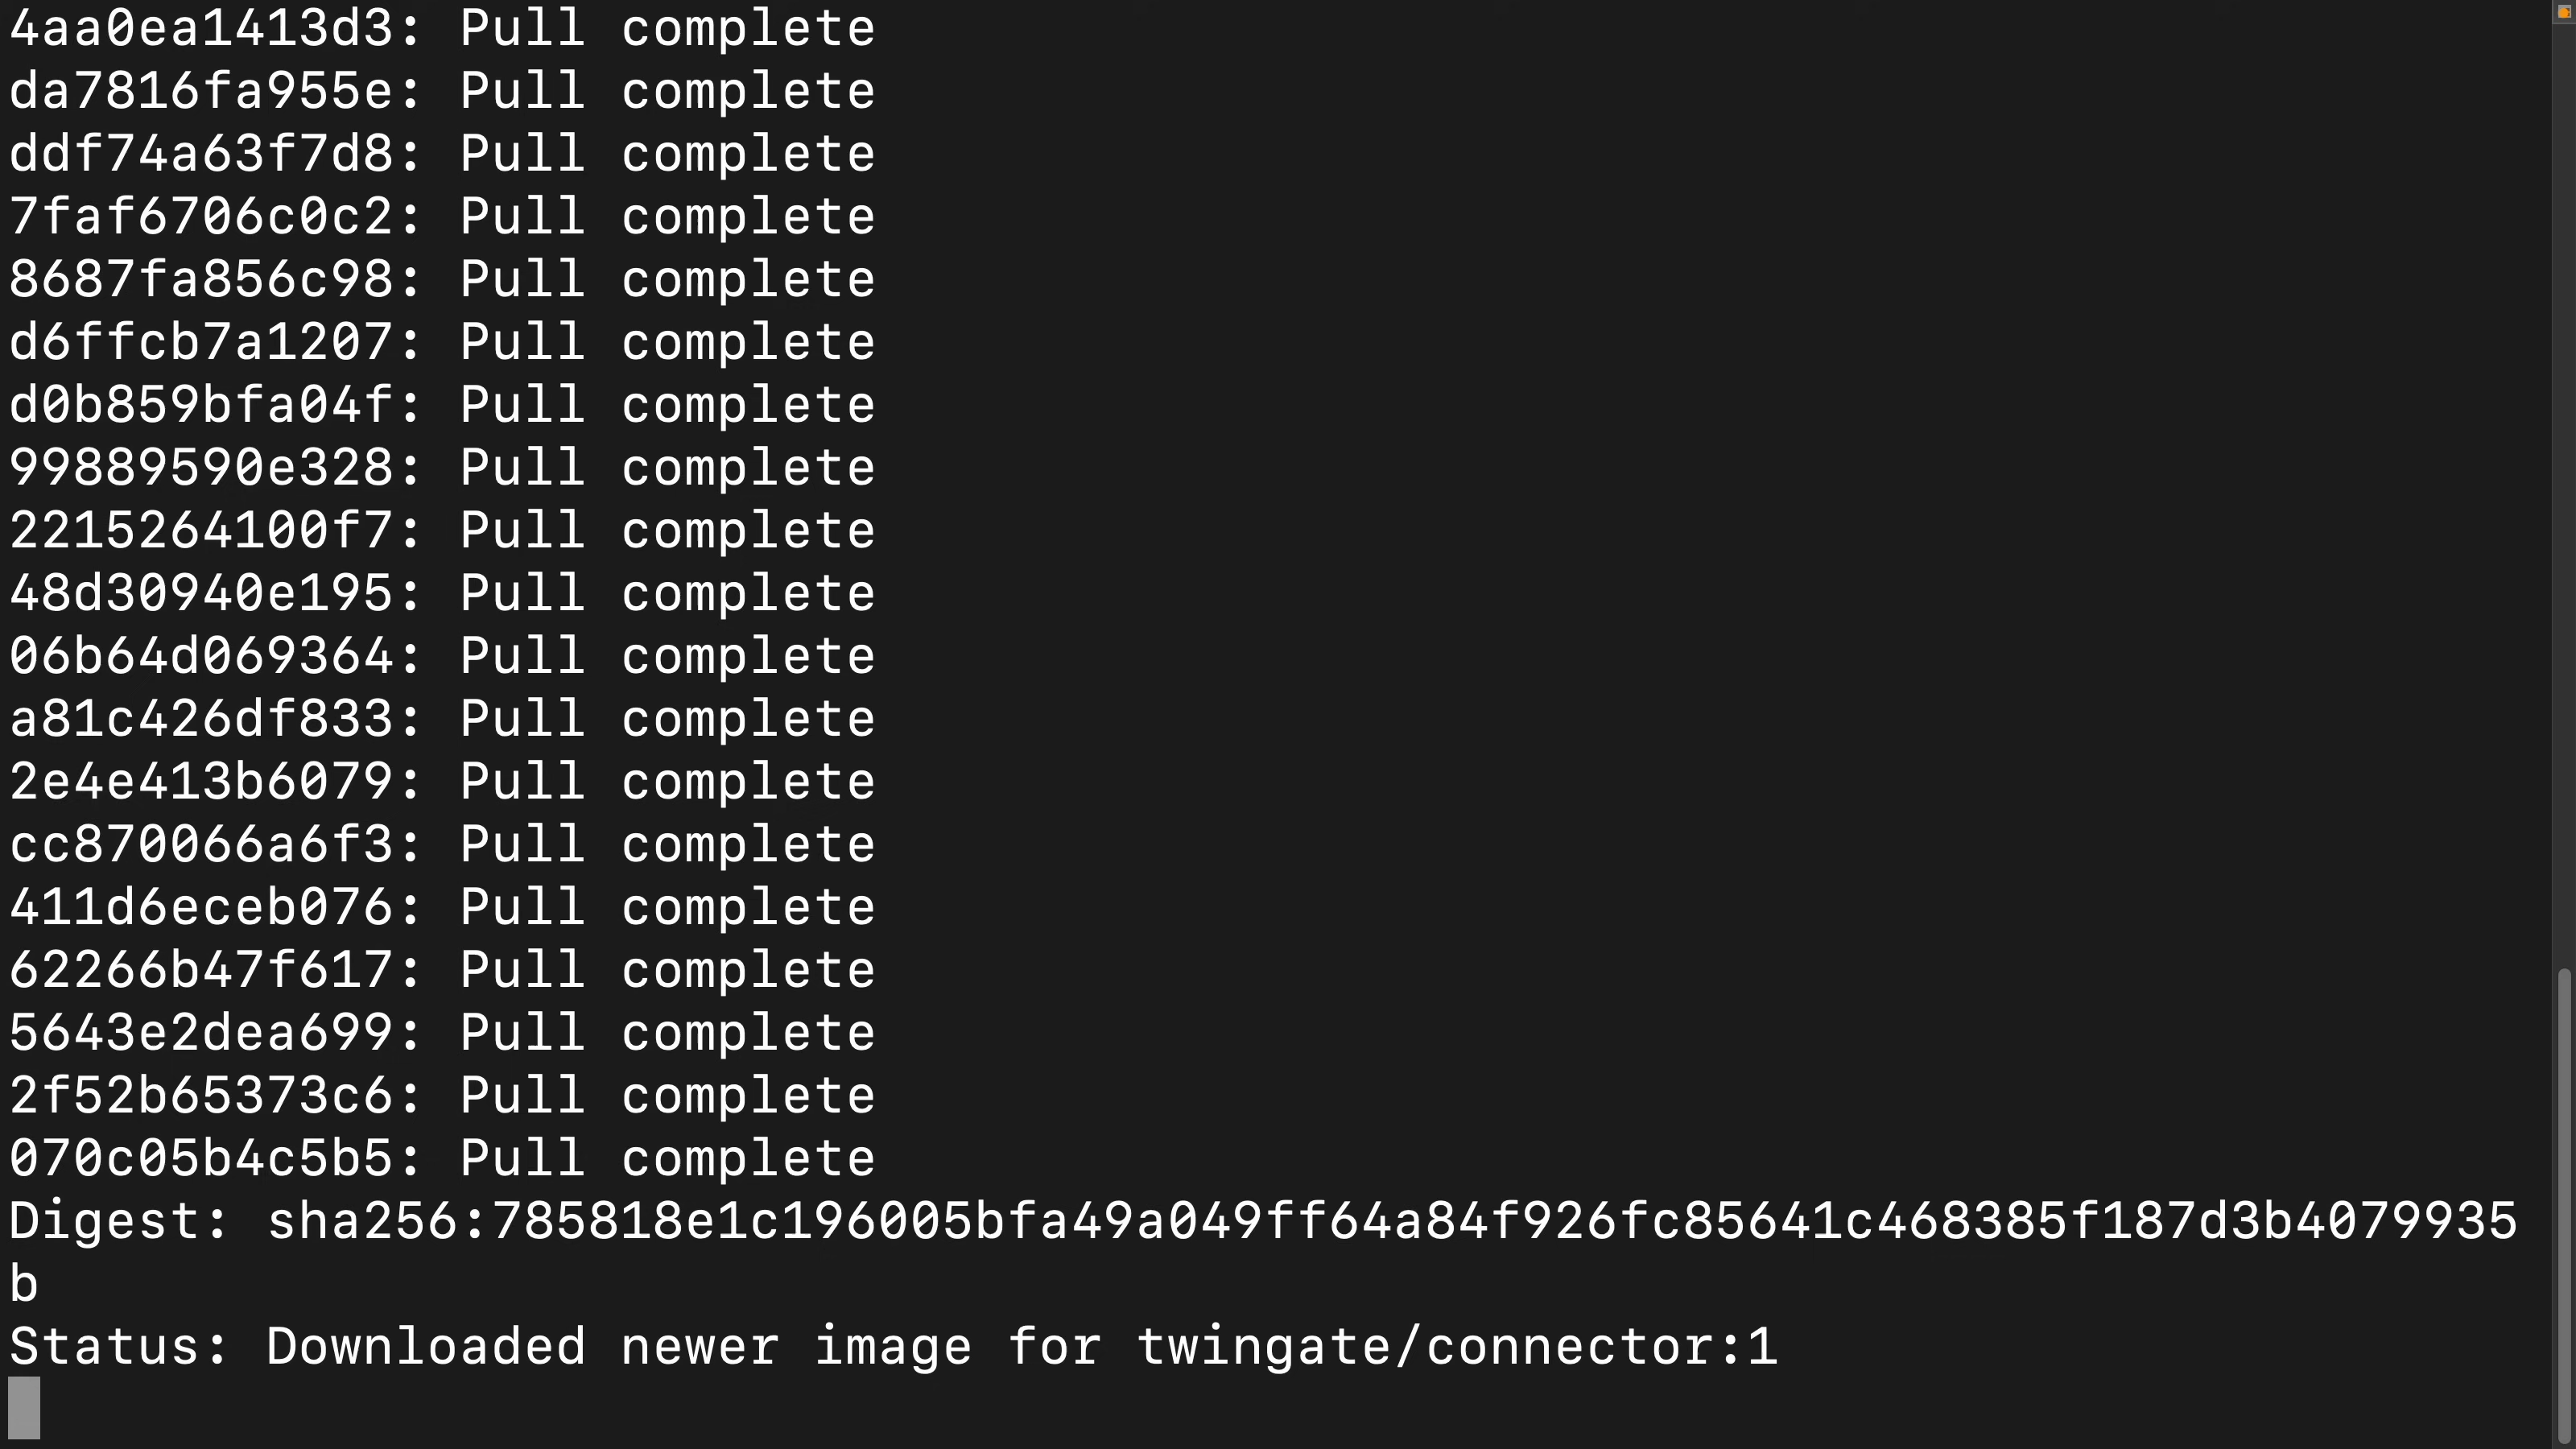 4aa0ea1413d3: Pull complete
da7816fa955e: Pull complete
ddf74a63f7d8: Pull complete
7faf6706c0c2: Pull complete
8687fa856c98: Pull complete
d6ffcb7a1207: Pull complete
d0b859bfa04f: Pull complete
99889590e328: Pull complete
2215264100f7: Pull complete
48d30940e195: Pull complete
06b64d069364: Pull complete
a81c426df833: Pull complete
2e4e413b6079: Pull complete
cc870066a6f3: Pull complete
411d6eceb076: Pull complete
62266b47f617: Pull complete
5643e2dea699: Pull complete
2f52b65373c6: Pull complete
070c05b4c5b5: Pull complete
Digest: sha256:785818e1c196005bfa49a049ff64a84f926fc85641c468385f187d3b4079935
b
Status: Downloaded newer image for twingate/connector:1